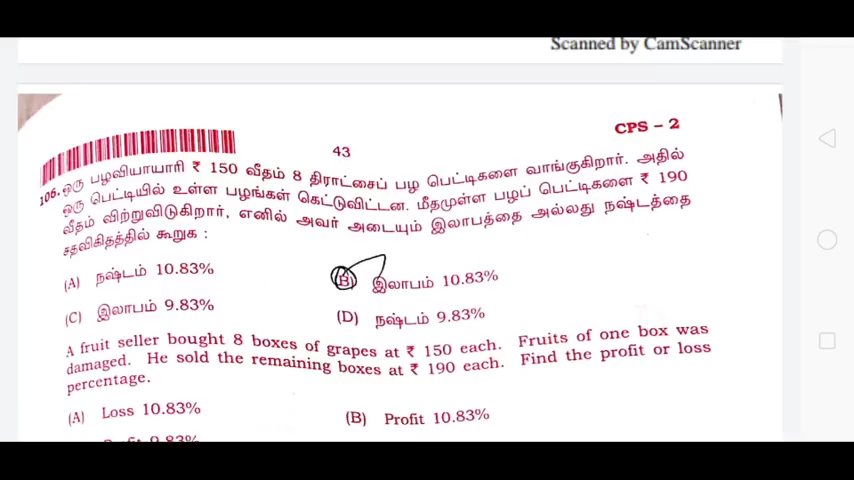 Scanned by CamScanner
43
CPS – 2
106. ஒரு பழவியாயாரி ₹ 150 வீதம் 8 திராட்சைப் பழ பெட்டிகளை வாங்குகிறார். அதில்
ஒரு பெட்டியில் உள்ள பழங்கள் கெட்டுவிட்டன. மீதமுள்ள பழப் பெட்டிகளை ₹ 190
வீதம் விற்றுவிடுகிறார், எனில் அவர் அடையும் இலாபத்தை அல்லது நஷ்டத்தை
சதவிகிதத்தில் கூறுக :
(A) நஷ்டம் 10.83%
(B) இலாபம் 10.83%
(C) இலாபம் 9.83%
(D) நஷ்டம் 9.83%
A fruit seller bought 8 boxes of grapes at ₹ 150 each. Fruits of one box was
damaged. He sold the remaining boxes at ₹ 190 each. Find the profit or loss
percentage.
(A) Loss 10.83%
(B) Profit 10.83%
Profit 9.83%